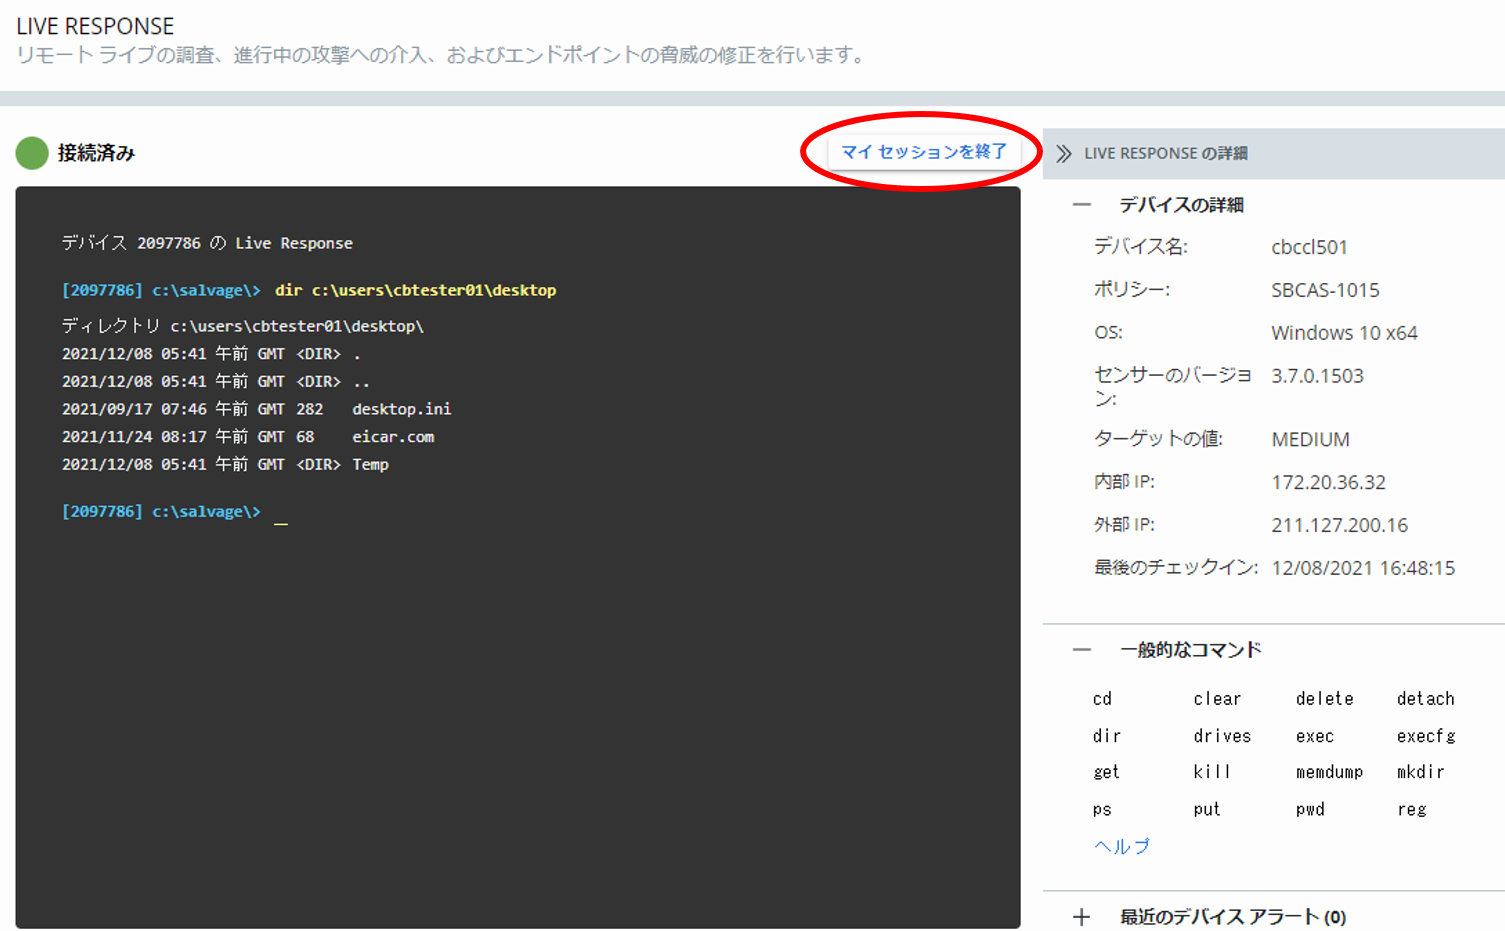 LIVE RESPONSE
リモート ライブの調査、進行中の攻撃への介入、およびエンドポイントの脅威の修正を行います。
接続済み
マイ セッションを終了
デバイス 2097786 の Live Response
[2097786] c:\salvage\> dir c:\users\cbtester01\desktop
ディレクトリ c:\users\cbtester01\desktop\
2021/12/08 05:41 午前 GMT <DIR> .
2021/12/08 05:41 午前 GMT <DIR> ..
2021/09/17 07:46 午前 GMT 282 desktop.ini
2021/11/24 08:17 午前 GMT 68 eicar.com
2021/12/08 05:41 午前 GMT <DIR> Temp
[2097786] c:\salvage\> _
LIVE RESPONSE の詳細
デバイスの詳細
デバイス名: cbccl501
ポリシー: SBCAS-1015
OS: Windows 10 x64
センサーのバージョ 3.7.0.1503
ン:
ターゲットの値: MEDIUM
内部 IP: 172.20.36.32
外部 IP: 211.127.200.16
最後のチェックイン: 12/08/2021 16:48:15
一般的なコマンド
cd clear delete detach
dir drives exec execfg
get kill memdump mkdir
ps put pwd reg
ヘルプ
最近のデバイス アラート (0)